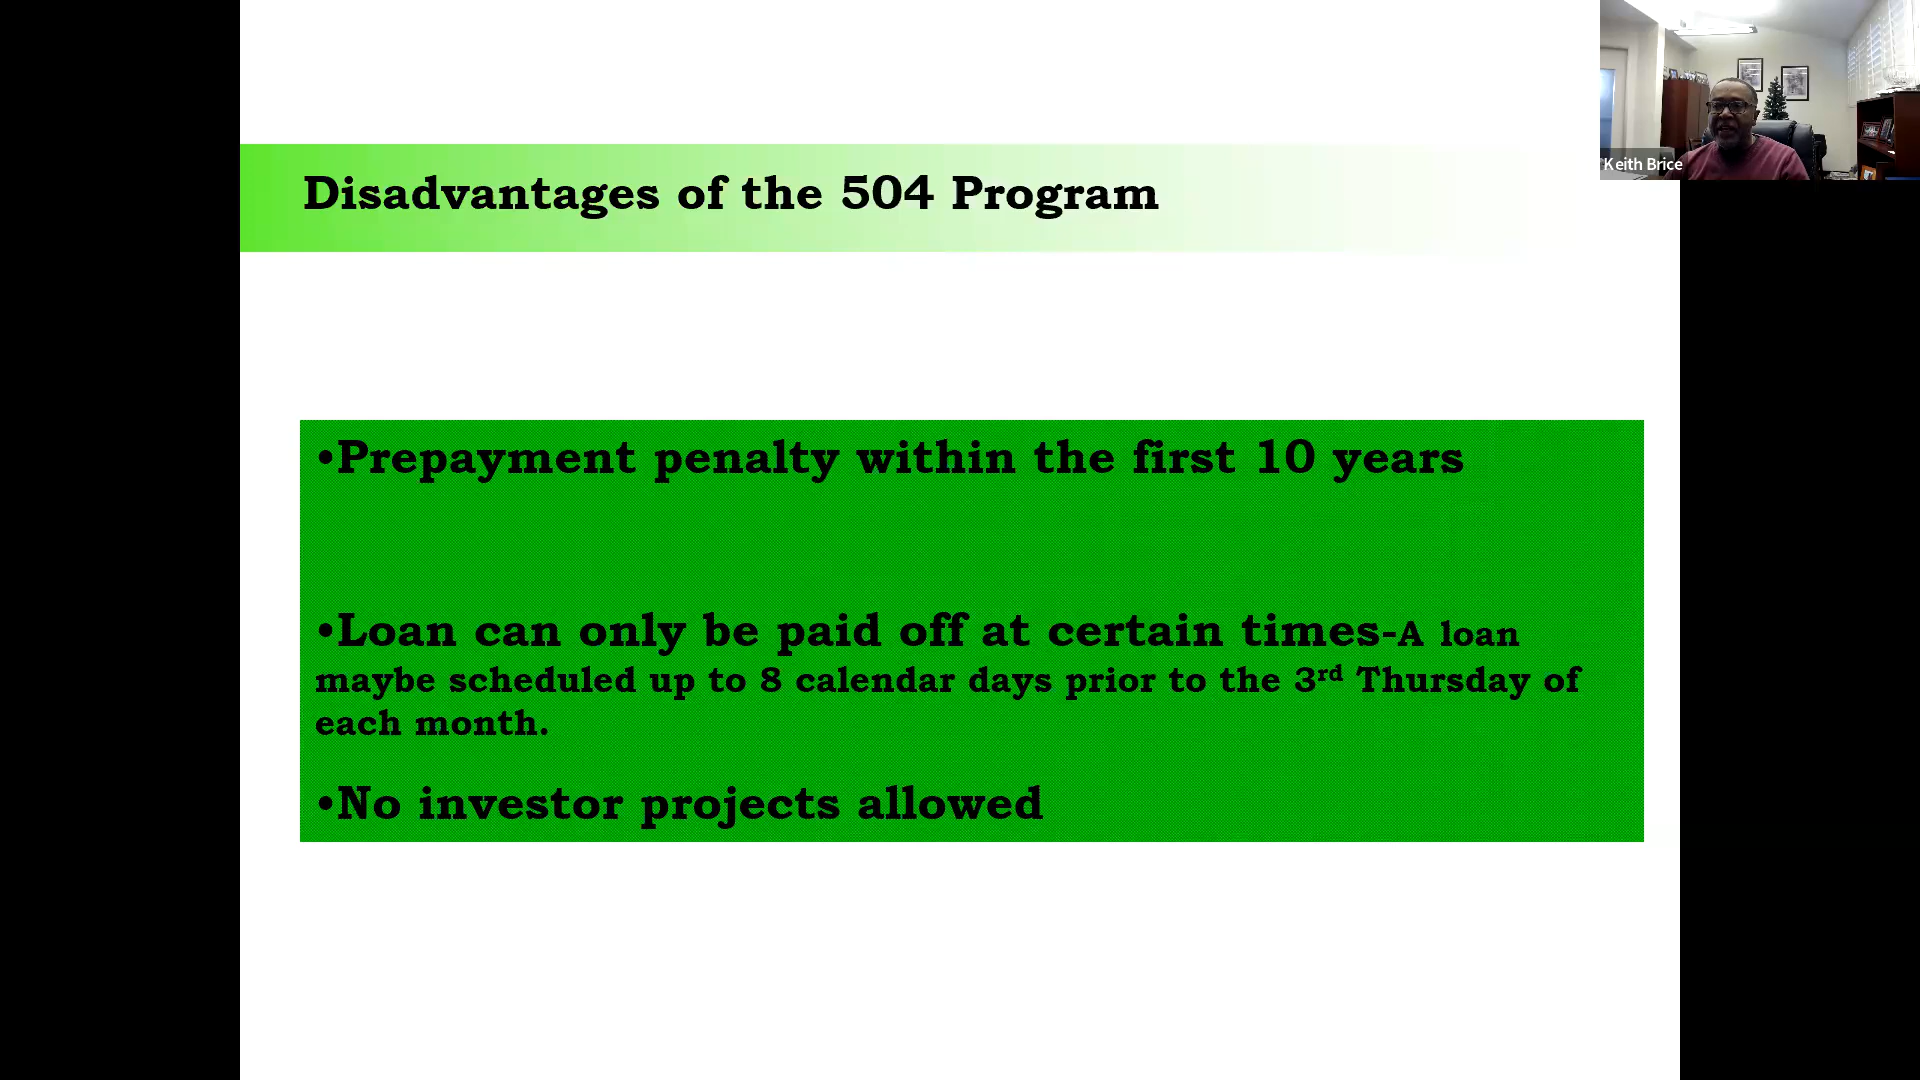 Keith Brice
Disadvantages of the 504 Program
•Prepayment penalty within the first 10 years
•Loan can only be paid off at certain times-A loan
maybe scheduled up to 8 calendar days prior to the 3rd Thursday of
each month.
•No investor projects allowed